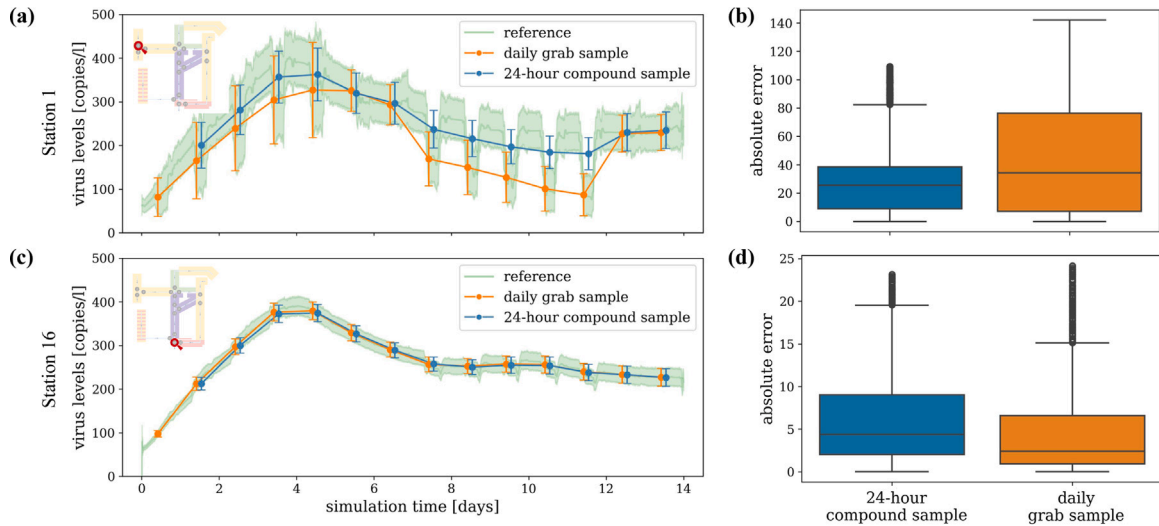 (a)
Station 1
virus levels [copies/l]
500
400
300
200
100
0
reference
daily grab sample
24-hour compound sample
(b)
absolute error
140
120
100
80
60
40
20
0
(c)
Station 16
virus levels [copies/l]
500
400
300
200
100
0
reference
daily grab sample
24-hour compound sample
0 2 4 6 8 10 12 14
simulation time [days]
(d)
absolute error
25
20
15
10
5
0
24-hour daily
compound sample grab sample